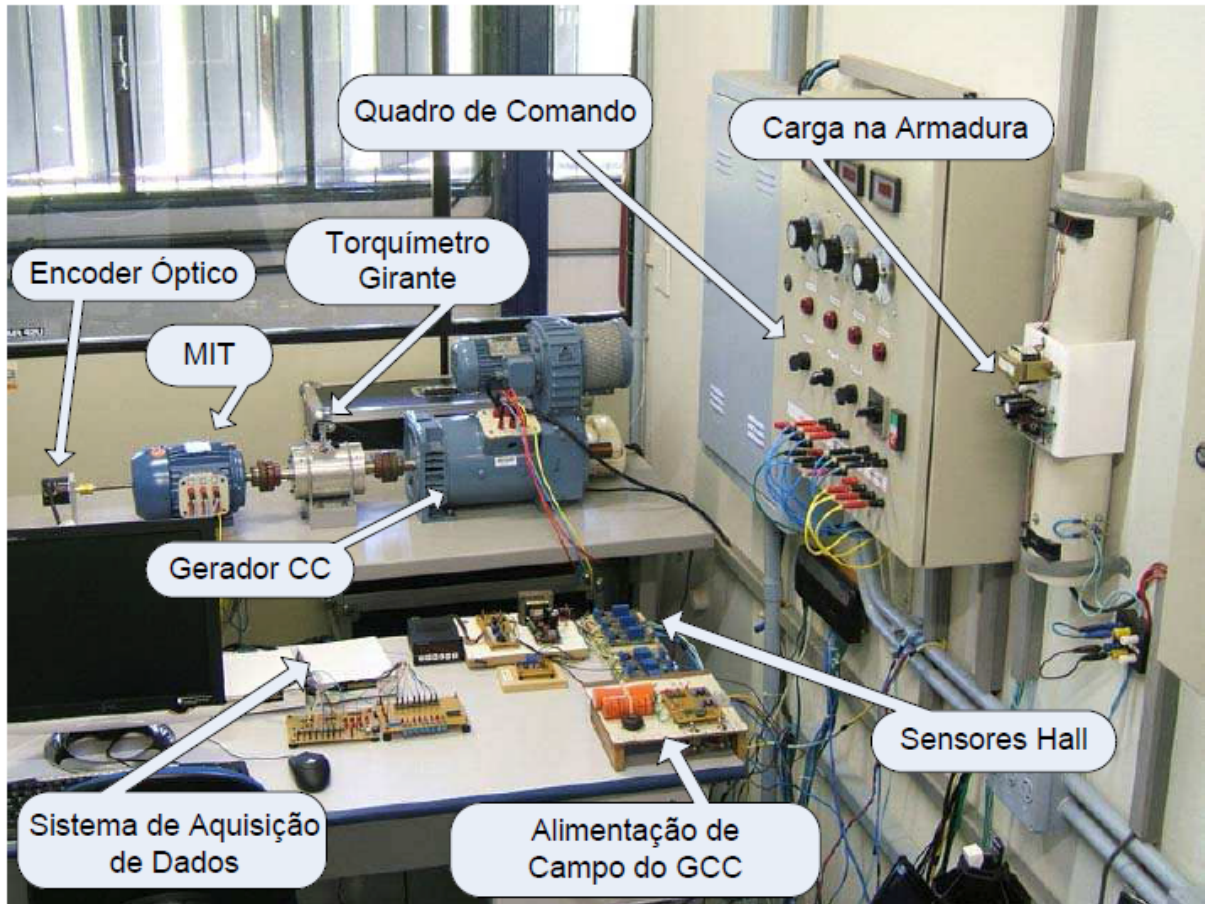 Quadro de Comando
Carga na Armadura
Torquímetro
Girante
Encoder Óptico
MIT
Gerador CC
Sensores Hall
Sistema de Aquisição
de Dados
Alimentação de
Campo do GCC